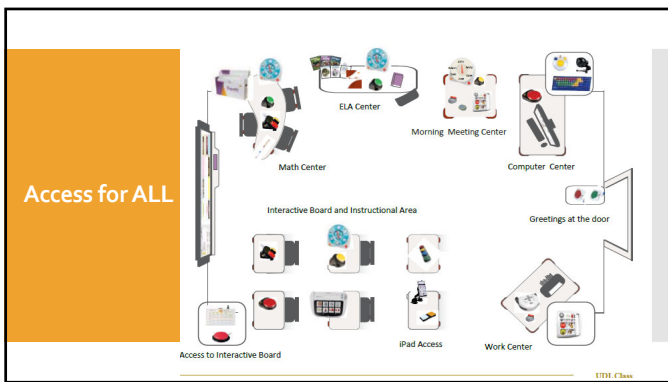 Access for ALL
ELA Center
Morning Meeting Center
Math Center
Computer Center
Interactive Board and Instructional Area
Greetings at the door
iPad Access
Work Center
Access to Interactive Board
UDL Class